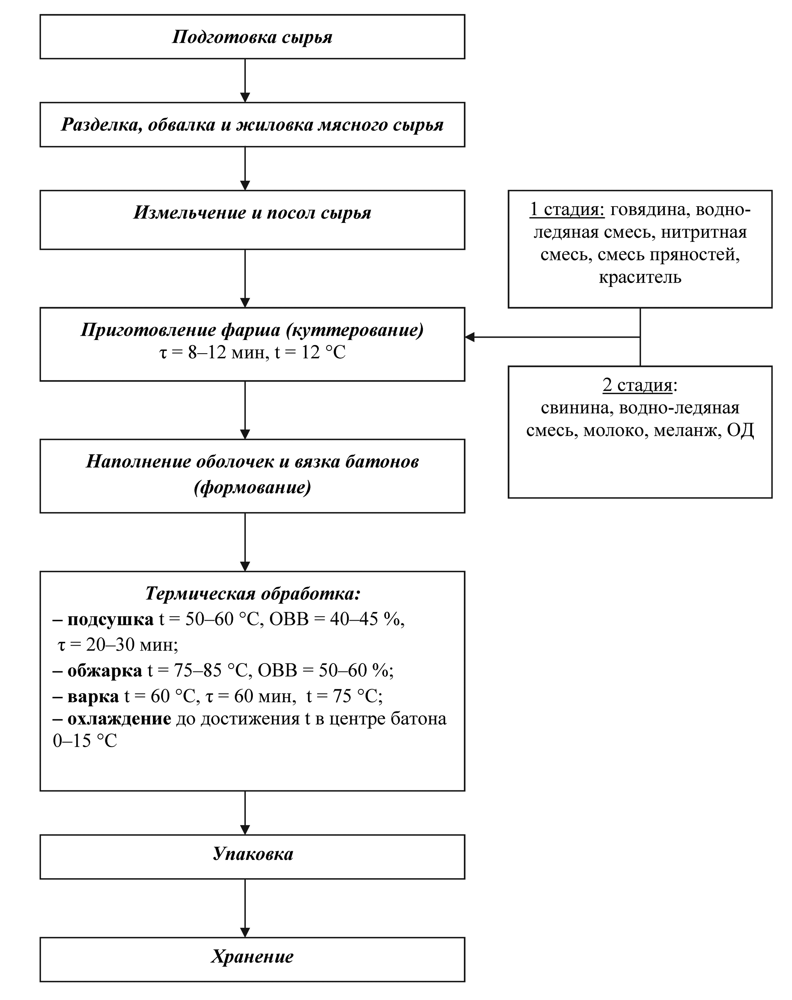 Подготовка сырья
Разделка, обвалка и жиловка мясного сырья
Измельчение и посол сырья
1 стадия: говядина, водно-
ледяная смесь, нитритная
смесь, смесь пряностей,
краситель
Приготовление фарша (куттерование)
τ = 8–12 мин, t = 12 °С
2 стадия:
свинина, водно-ледяная
смесь, молоко, меланж, ОД
Наполнение оболочек и вязка батонов
(формование)
Термическая обработка:
– подсушка t = 50–60 °С, ОВВ = 40–45 %,
τ = 20–30 мин;
– обжарка t = 75–85 °С, ОВВ = 50–60 %;
– варка t = 60 °С, τ = 60 мин, t = 75 °С;
– охлаждение до достижения t в центре батона
0–15 °С
Упаковка
Хранение